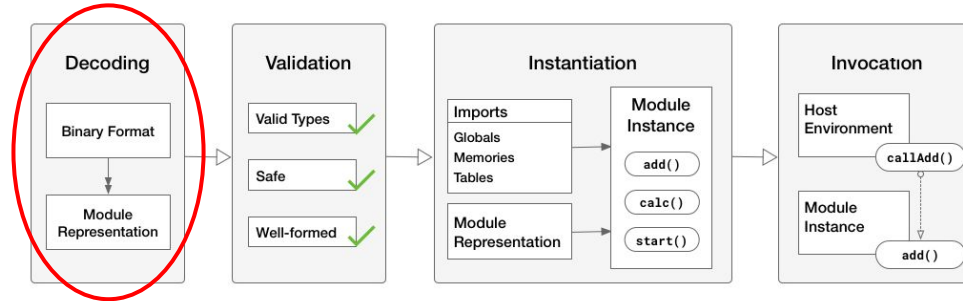 Decoding
Binary Format
Module
Representation
Validation
Valid Types
Safe
Well-formed
Instantiation
Imports
Globals
Memories
Tables
Module
Representation
Module
Instance
add()
calc()
start()
Invocation
Host
Environment
callAdd()
Module
Instance
add()